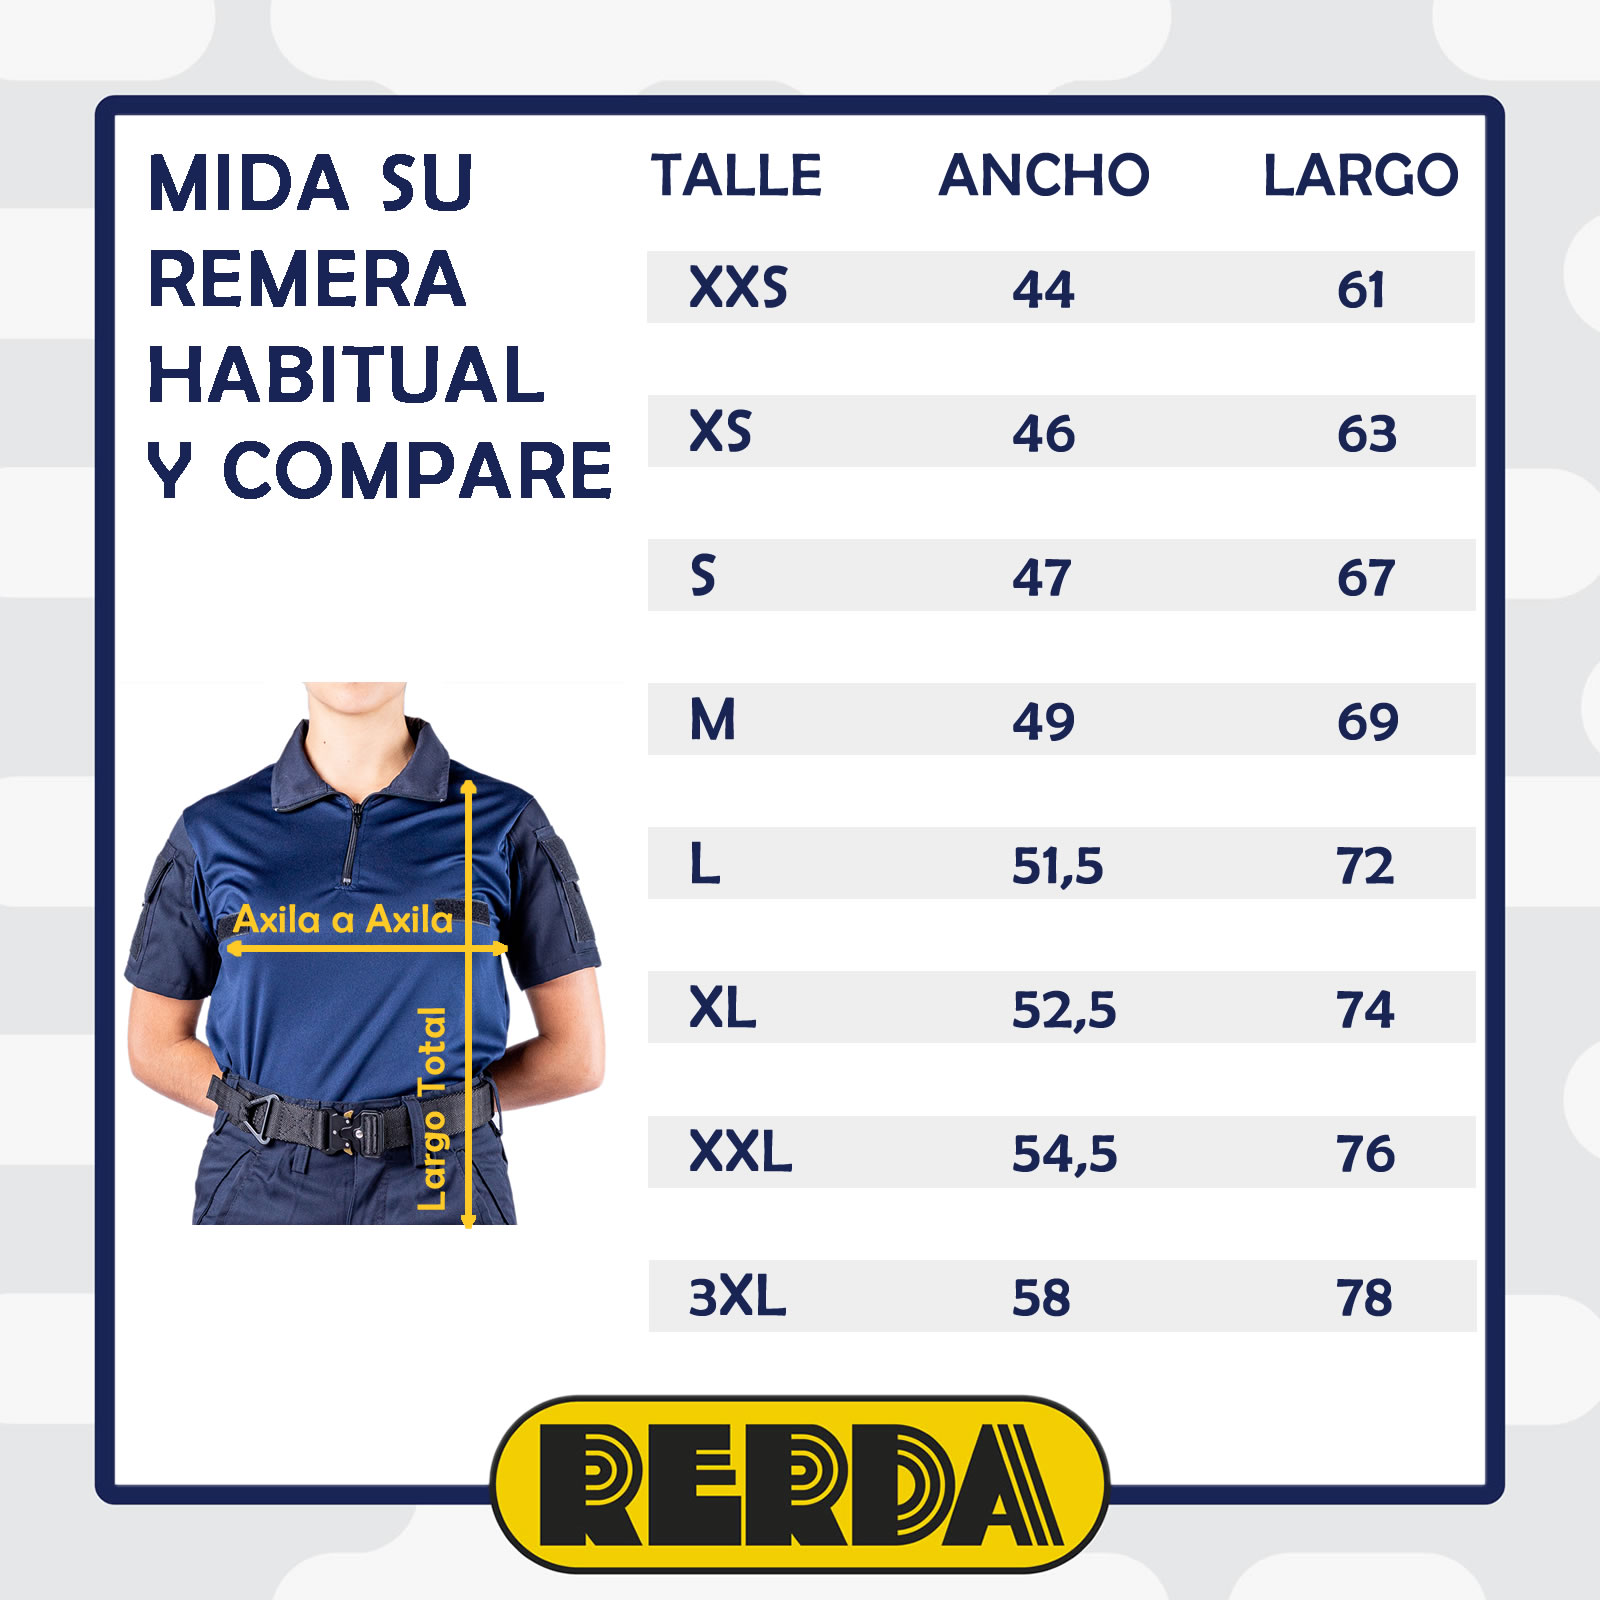 MIDA SU
REMERA
HABITUAL
Y COMPARE
TALLE ANCHO LARGO
XXS 44 61
XS 46 63
S 47 67
M 49 69
L 51,5 72
XL 52,5 74
XXL 54,5 76
3XL 58 78
Axila a Axila
Largo Total
RERDA